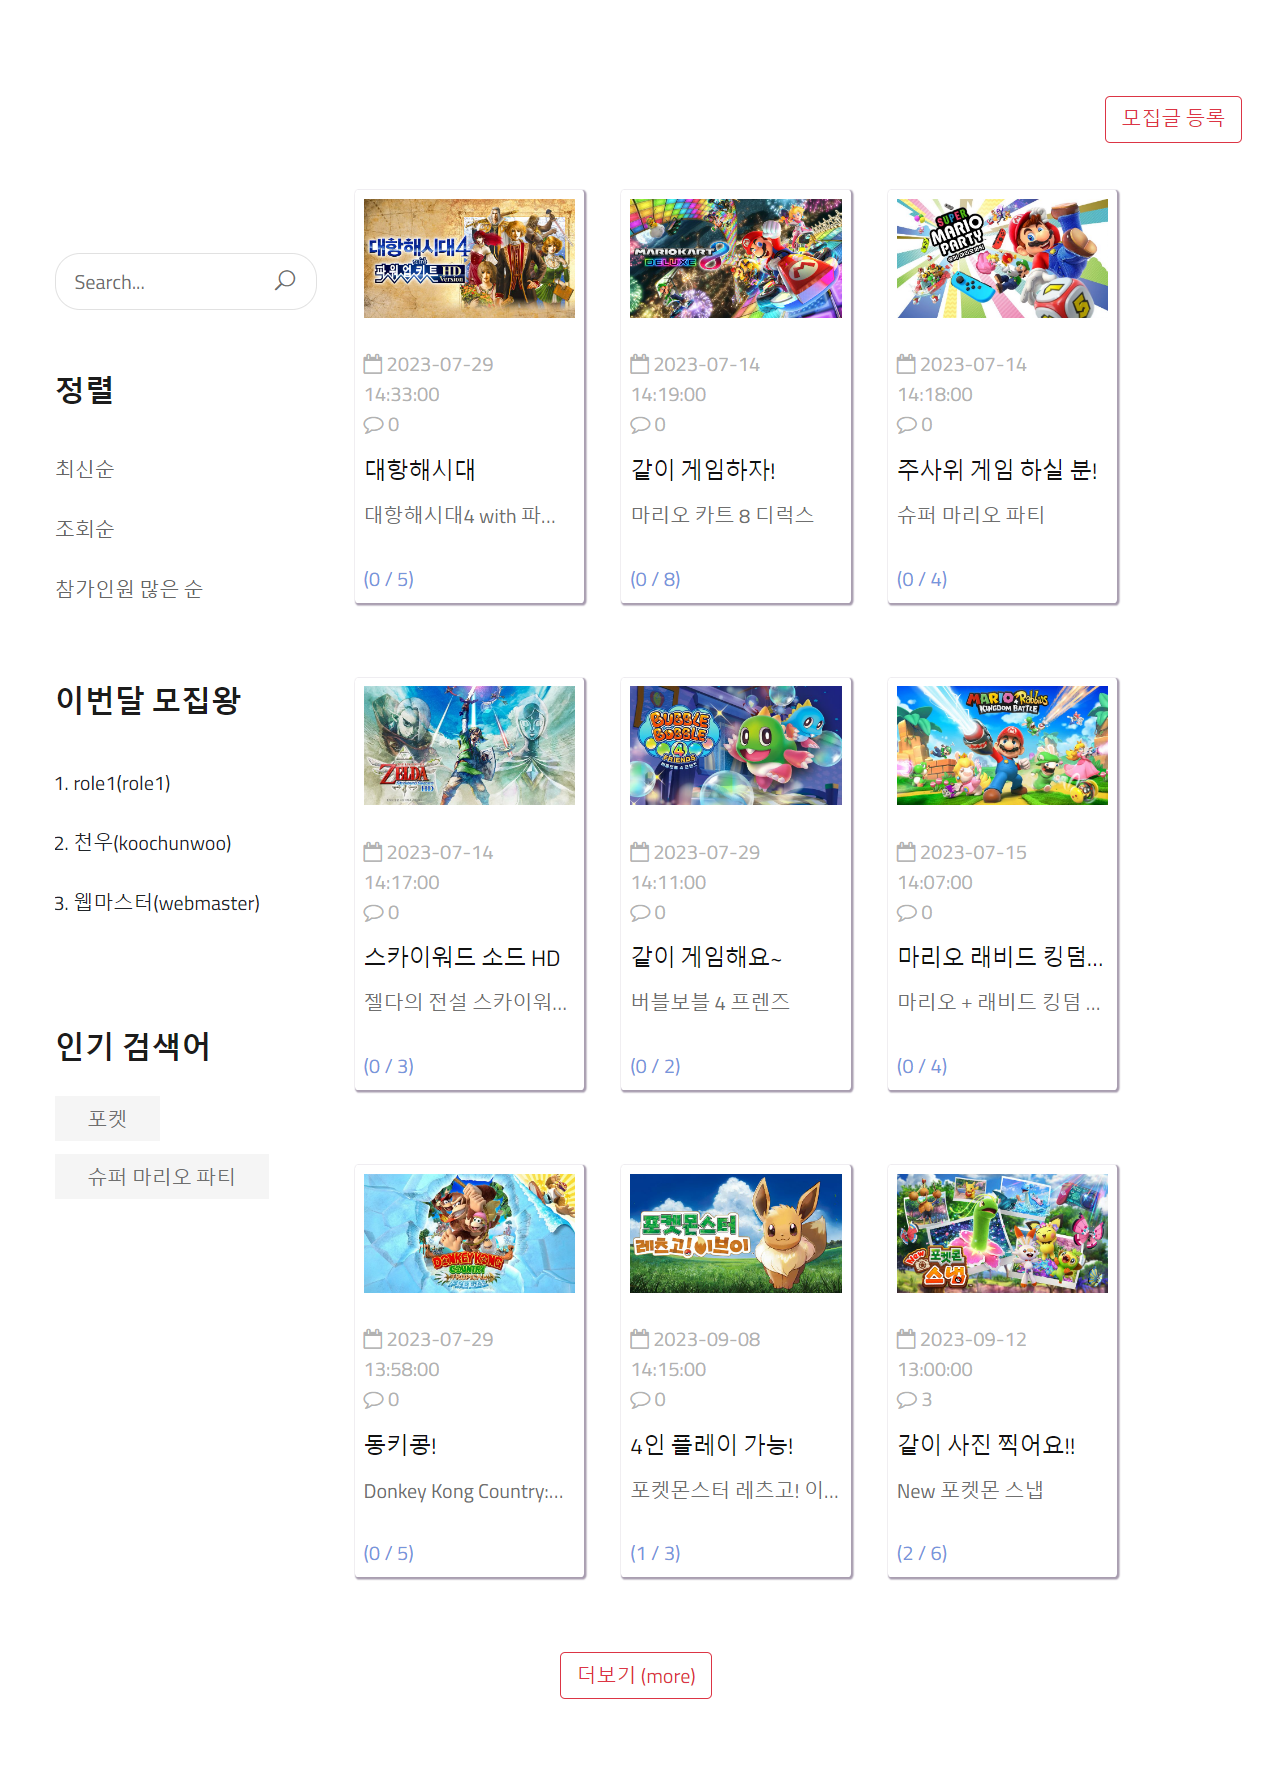 모집글 등록
Search...
정렬
최신순
조회순
참가인원 많은 순
이번달 모집왕
1. role1(role1)
2. 천우(koochunwoo)
3. 웹마스터(webmaster)
인기 검색어
포켓
슈퍼 마리오 파티
대항해시대4
with
파워업키트 HD
Version
2023-07-29
14:33:00
0
대항해시대
대항해시대4 with 파...
(0 / 5)
MARIOKART 8
DELUXE
2023-07-14
14:19:00
0
같이 게임하자!
마리오 카트 8 디럭스
(0 / 8)
SUPER
MARIO
PARTY
2023-07-14
14:18:00
0
주사위 게임 하실 분!
슈퍼 마리오 파티
(0 / 4)
ZELDA
HD
2023-07-14
14:17:00
0
스카이워드 소드 HD
젤다의 전설 스카이워...
(0 / 3)
BUBBLE
BOBBLE
4
FRIENDS
버블보블 4 프렌즈
2023-07-29
14:11:00
0
같이 게임해요~
버블보블 4 프렌즈
(0 / 2)
MARIO + Rabbids
KINGDOM BATTLE
2023-07-15
14:07:00
0
마리오 래비드 킹덤...
마리오 + 래비드 킹덤 ...
(0 / 4)
DONKEY KONG
COUNTRY
2023-07-29
13:58:00
0
동키콩!
Donkey Kong Country:...
(0 / 5)
포켓몬스터
레츠고! 이브이
2023-09-08
14:15:00
0
4인 플레이 가능!
포켓몬스터 레츠고! 이...
(1 / 3)
New 포켓몬
스냅
2023-09-12
13:00:00
3
같이 사진 찍어요!!
New 포켓몬 스냅
(2 / 6)
더보기 (more)